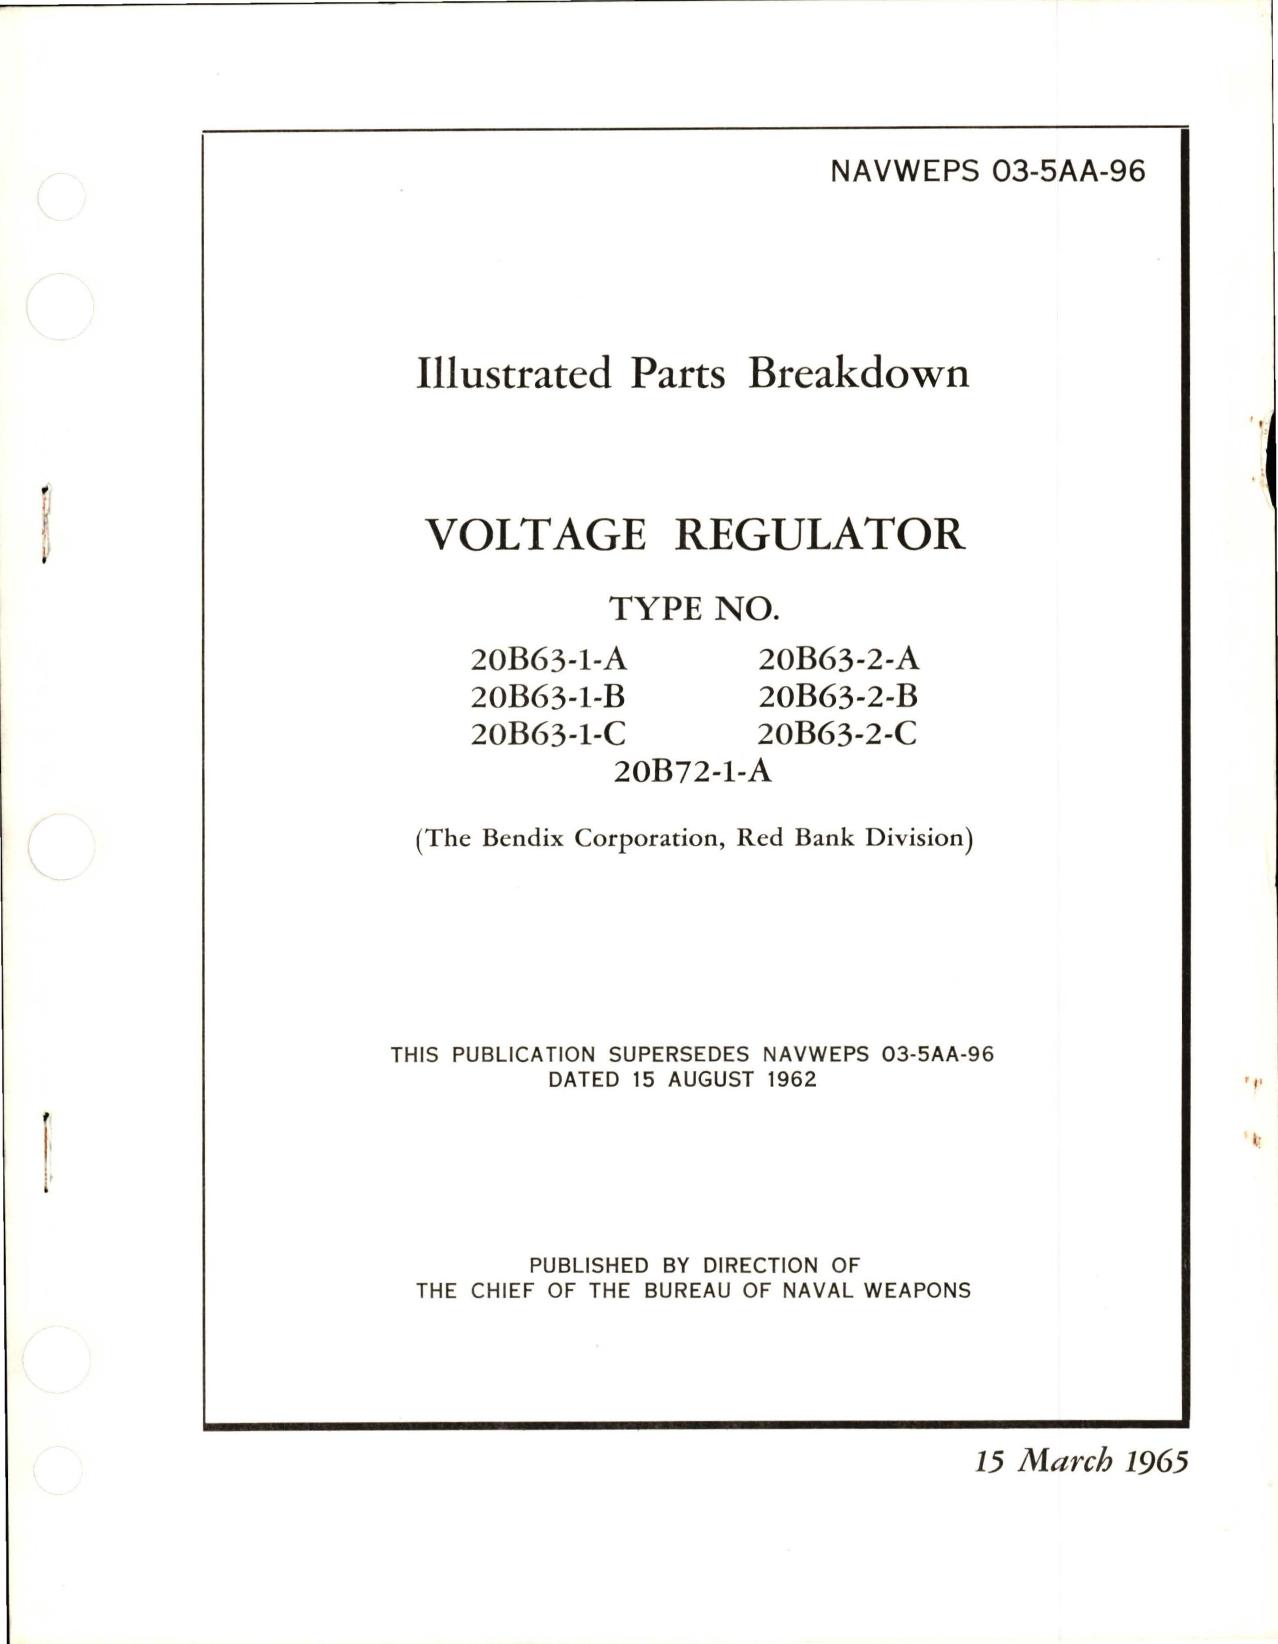 NAVWEPS 03-5AA-96
Illustrated Parts Breakdown
VOLTAGE REGULATOR
TYPE NO.
20B63-1-A 20B63-2-A
20B63-1-B 20B63-2-B
20B63-1-C 20B63-2-C
20B72-1-A
(The Bendix Corporation, Red Bank Division)
THIS PUBLICATION SUPERSEDES NAVWEPS 03-5AA-96
DATED 15 AUGUST 1962
PUBLISHED BY DIRECTION OF
THE CHIEF OF THE BUREAU OF NAVAL WEAPONS
15 March 1965